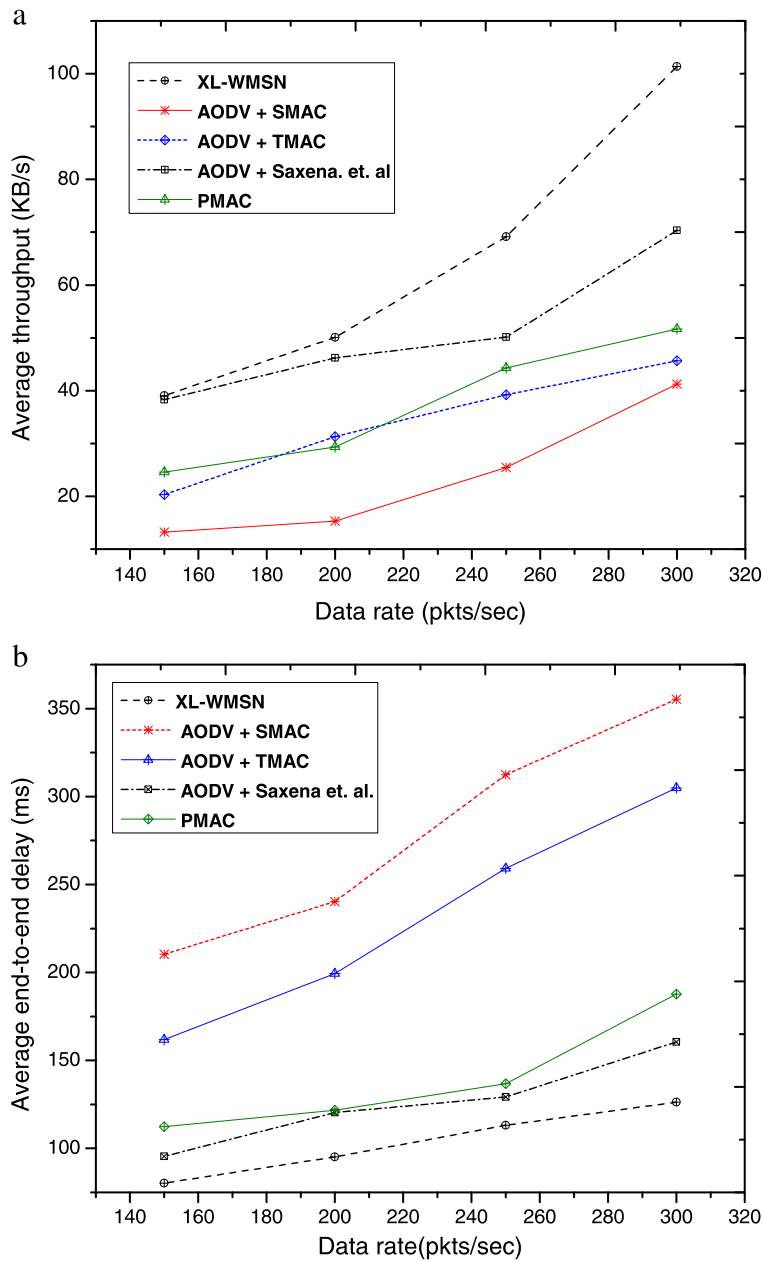 a
100
80
60
40
20
Average throughput (KB/s)
XL-WMSN
AODV + SMAC
AODV + TMAC
AODV + Saxena. et. al
PMAC
140 160 180 200 220 240 260 280 300 320
Data rate (pkts/sec)
b
350
300
250
200
150
100
Average end-to-end delay (ms)
XL-WMSN
AODV + SMAC
AODV + TMAC
AODV + Saxena et. al.
PMAC
140 160 180 200 220 240 260 280 300 320
Data rate(pkts/sec)